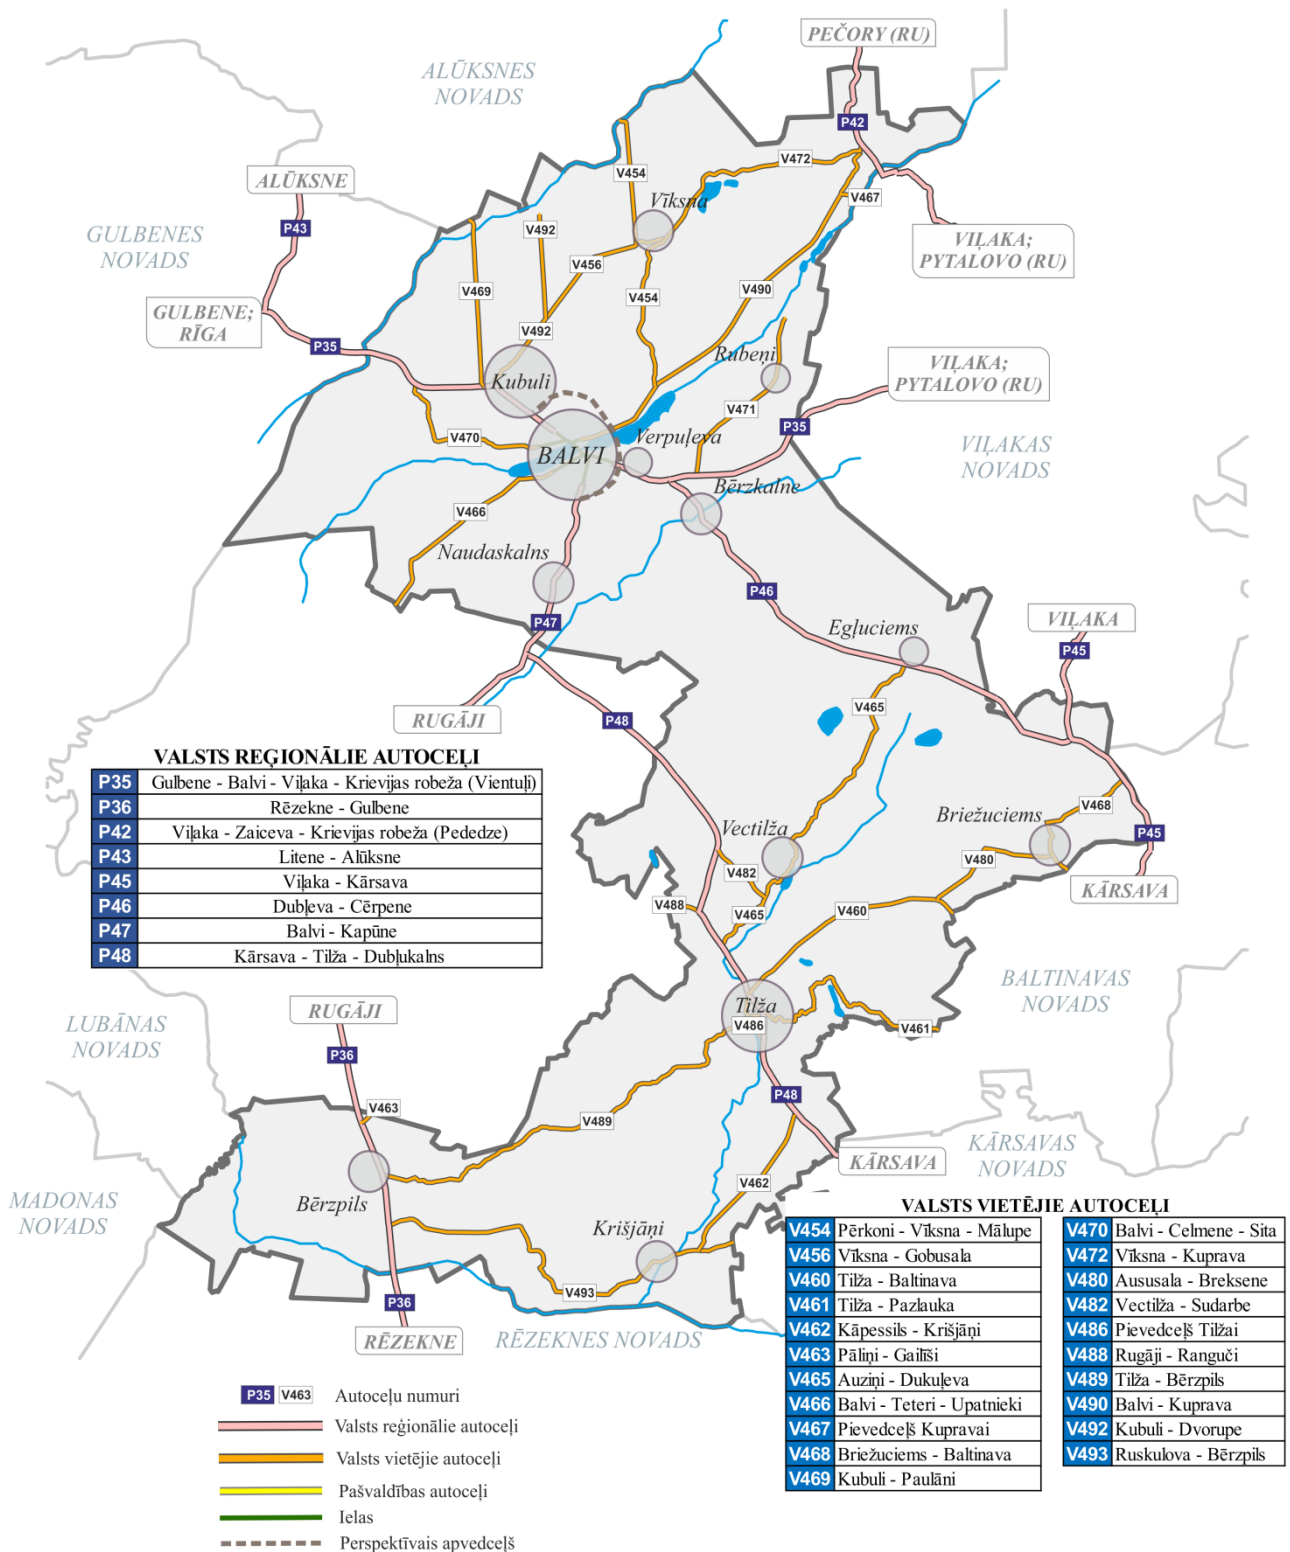 PEČORY (RU)
ALŪKSNES
NOVADS
P42
V472
V454
ALŪKSNE
V467
Vīksna
P43
GULBENES
NOVADS
V492
VIĻAKA;
PYTALOVO (RU)
V456
V469
V454
V490
GULBENE;
RĪGA
V492
P35
Rubeņi
VIĻAKA;
PYTALOVO (RU)
Kubuli
V471
P35
V470
Verpuļeva
VIĻAKAS
NOVADS
BALVI
Bērzkalne
V466
Naudaskalns
P46
P47
Egļuciems
VIĻAKA
P45
V465
RUGĀJI
P48
VALSTS REĢIONĀLIE AUTOCEĻI
P35 Gulbene - Balvi - Viļaka - Krievijas robeža (Vientuļi)
P36 Rēzekne - Gulbene
P42 Viļaka - Zaiceva - Krievijas robeža (Pededze)
P43 Litene - Alūksne
P45 Viļaka - Kārsava
P46 Dubļeva - Cērpene
P47 Balvi - Kapūne
P48 Kārsava - Tilža - Dubļukalns
V468
Briežuciems
Vectilža
P45
V480
V482
KĀRSAVA
V488
V465
V460
BALTINAVAS
NOVADS
Tilža
V486
V461
RUGĀJI
LUBĀNAS
NOVADS
P36
P48
V463
V489
KĀRSAVAS
NOVADS
KĀRSAVA
V462
Bērzpils
MADONAS
NOVADS
Krišjāņi
V493
P36
RĒZEKNE
RĒZEKNES NOVADS
VALSTS VIETĒJIE AUTOCEĻI
V454 Pērkoni - Vīksna - Mālupe
V456 Vīksna - Gobusala
V460 Tilža - Baltinava
V461 Tilža - Pazlauka
V462 Kāpessils - Krišjāņi
V463 Pāliņi - Gailīši
V465 Auziņi - Dukuļeva
V466 Balvi - Teteri - Upatnieki
V467 Pievedceļš Kupravai
V468 Briežuciems - Baltinava
V469 Kubuli - Paulāni
V470 Balvi - Celmene - Sita
V472 Vīksna - Kuprava
V480 Aususala - Breksene
V482 Vectilža - Sudarbe
V486 Pievedceļš Tilžai
V488 Rugāji - Ranguči
V489 Tilža - Bērzpils
V490 Balvi - Kuprava
V492 Kubuli - Dvorupe
V493 Ruskulova - Bērzpils
P35 V463 Autoceļu numuri
Valsts reģionālie autoceļi
Valsts vietējie autoceļi
Pašvaldības autoceļi
Ielas
Perspektīvais apvedceļš